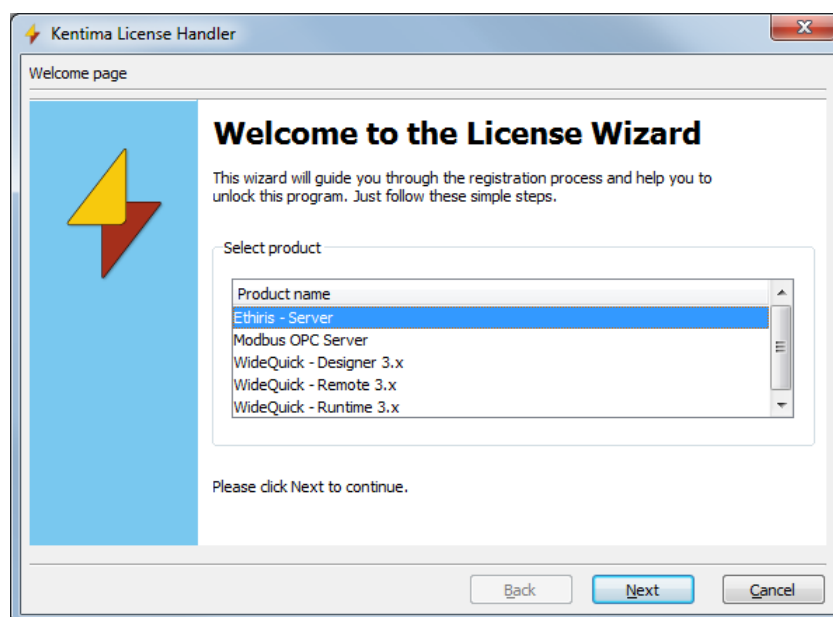 Kentima License Handler
Welcome page
Welcome to the License Wizard
This wizard will guide you through the registration process and help you to
unlock this program. Just follow these simple steps.
Select product
Product name
Ethiris - Server
Modbus OPC Server
WideQuick - Designer 3.x
WideQuick - Remote 3.x
WideQuick - Runtime 3.x
Please click Next to continue.
Back Next Cancel